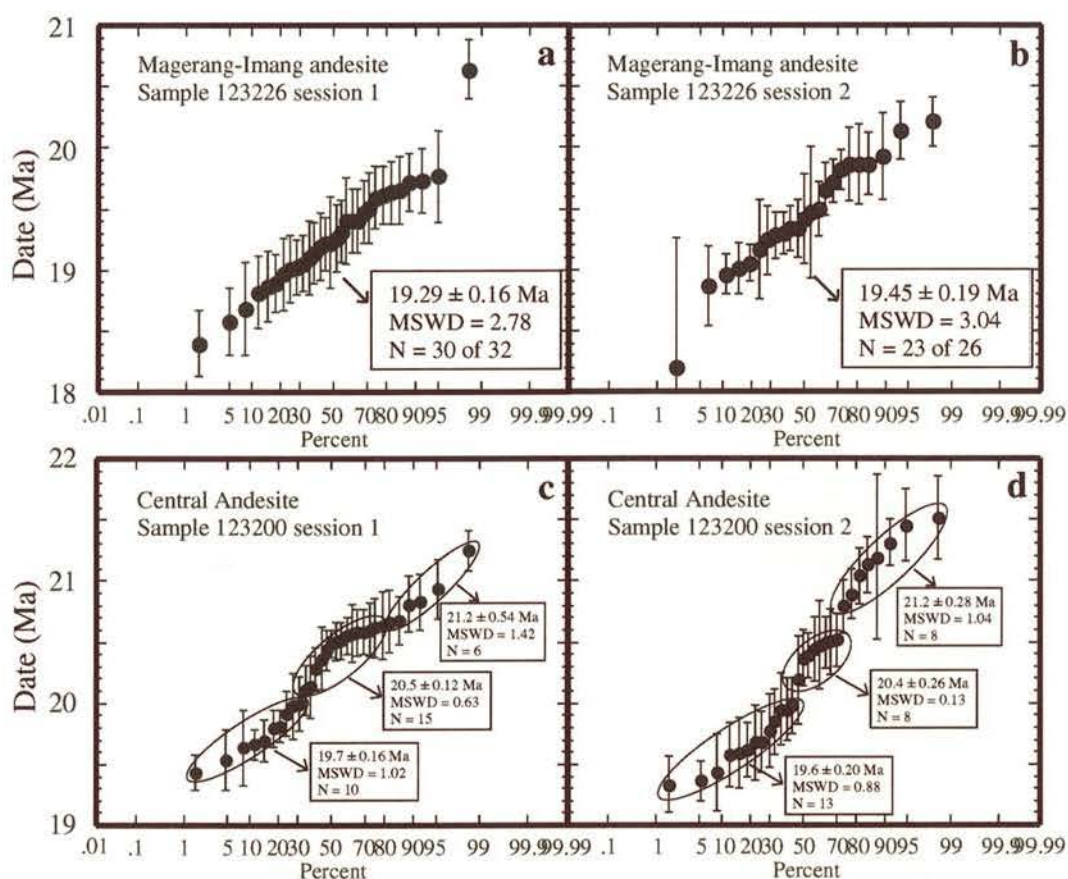 a
Magerang-Imang andesite
Sample 123226 session 1
19.29 ± 0.16 Ma
MSWD = 2.78
N = 30 of 32
21
20
19
18
Date (Ma)
.01 .1 1 5 10 2030 50 7080 9095 99 99.999.99
Percent
b
Magerang-Imang andesite
Sample 123226 session 2
19.45 ± 0.19 Ma
MSWD = 3.04
N = 23 of 26
.1 1 5 10 2030 50 7080 9095 99 99.999.99
Percent
c
Central Andesite
Sample 123200 session 1
21.2 ± 0.54 Ma
MSWD = 1.42
N = 6
20.5 ± 0.12 Ma
MSWD = 0.63
N = 15
19.7 ± 0.16 Ma
MSWD = 1.02
N = 10
22
21
20
19
Date (Ma)
.01 .1 1 5 10 2030 50 7080 9095 99 99.9
Percent
d
Central Andesite
Sample 123200 session 2
21.2 ± 0.28 Ma
MSWD = 1.04
N = 8
20.4 ± 0.26 Ma
MSWD = 0.13
N = 8
19.6 ± 0.20 Ma
MSWD = 0.88
N = 13
.1 1 5 10 2030 50 7080 9095 99 99.999.99
Percent